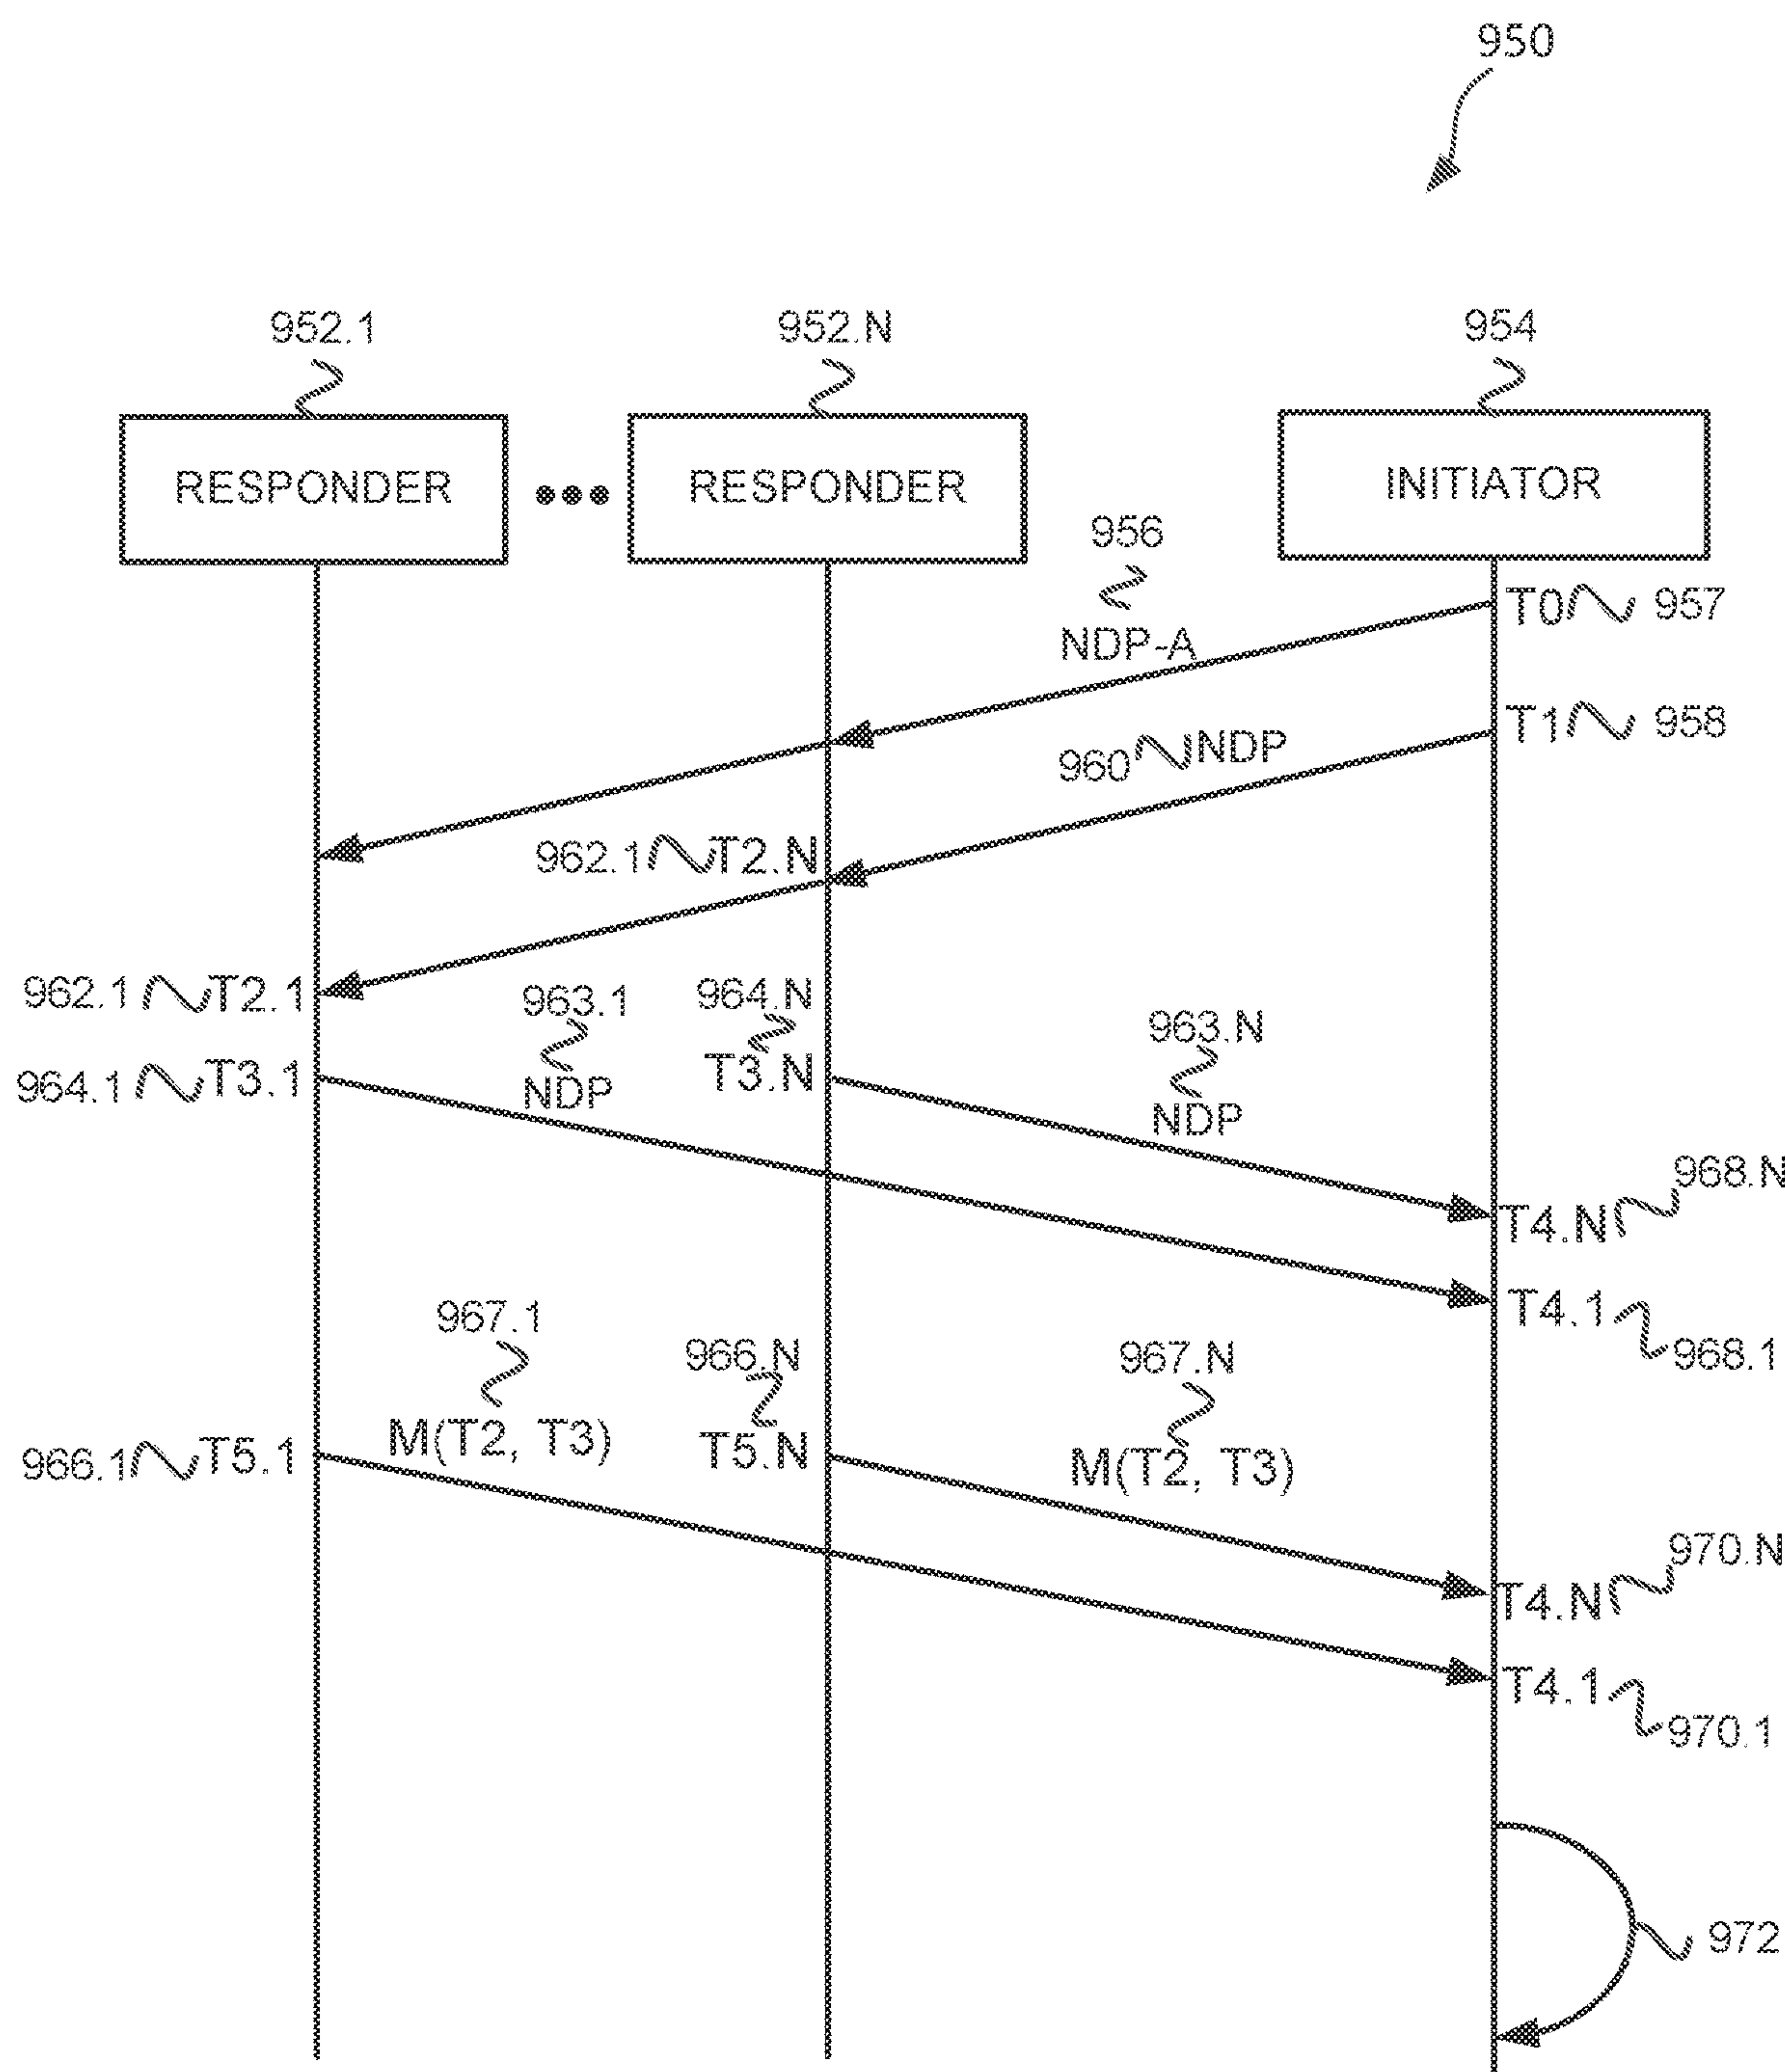 950
952.1
952.N
954
RESPONDER
RESPONDER
INITIATOR
956
T0
957
NDP-A
T1
958
960
NDP
962.1
T2.N
962.1
T2.1
963.1
964.N
963.N
964.1
T3.1
NDP
T3.N
NDP
968.N
T4.N
T4.1
968.1
967.1
966.N
967.N
966.1
T5.1
M(T2, T3)
T5.N
M(T2, T3)
970.N
T4.N
T4.1
970.1
972